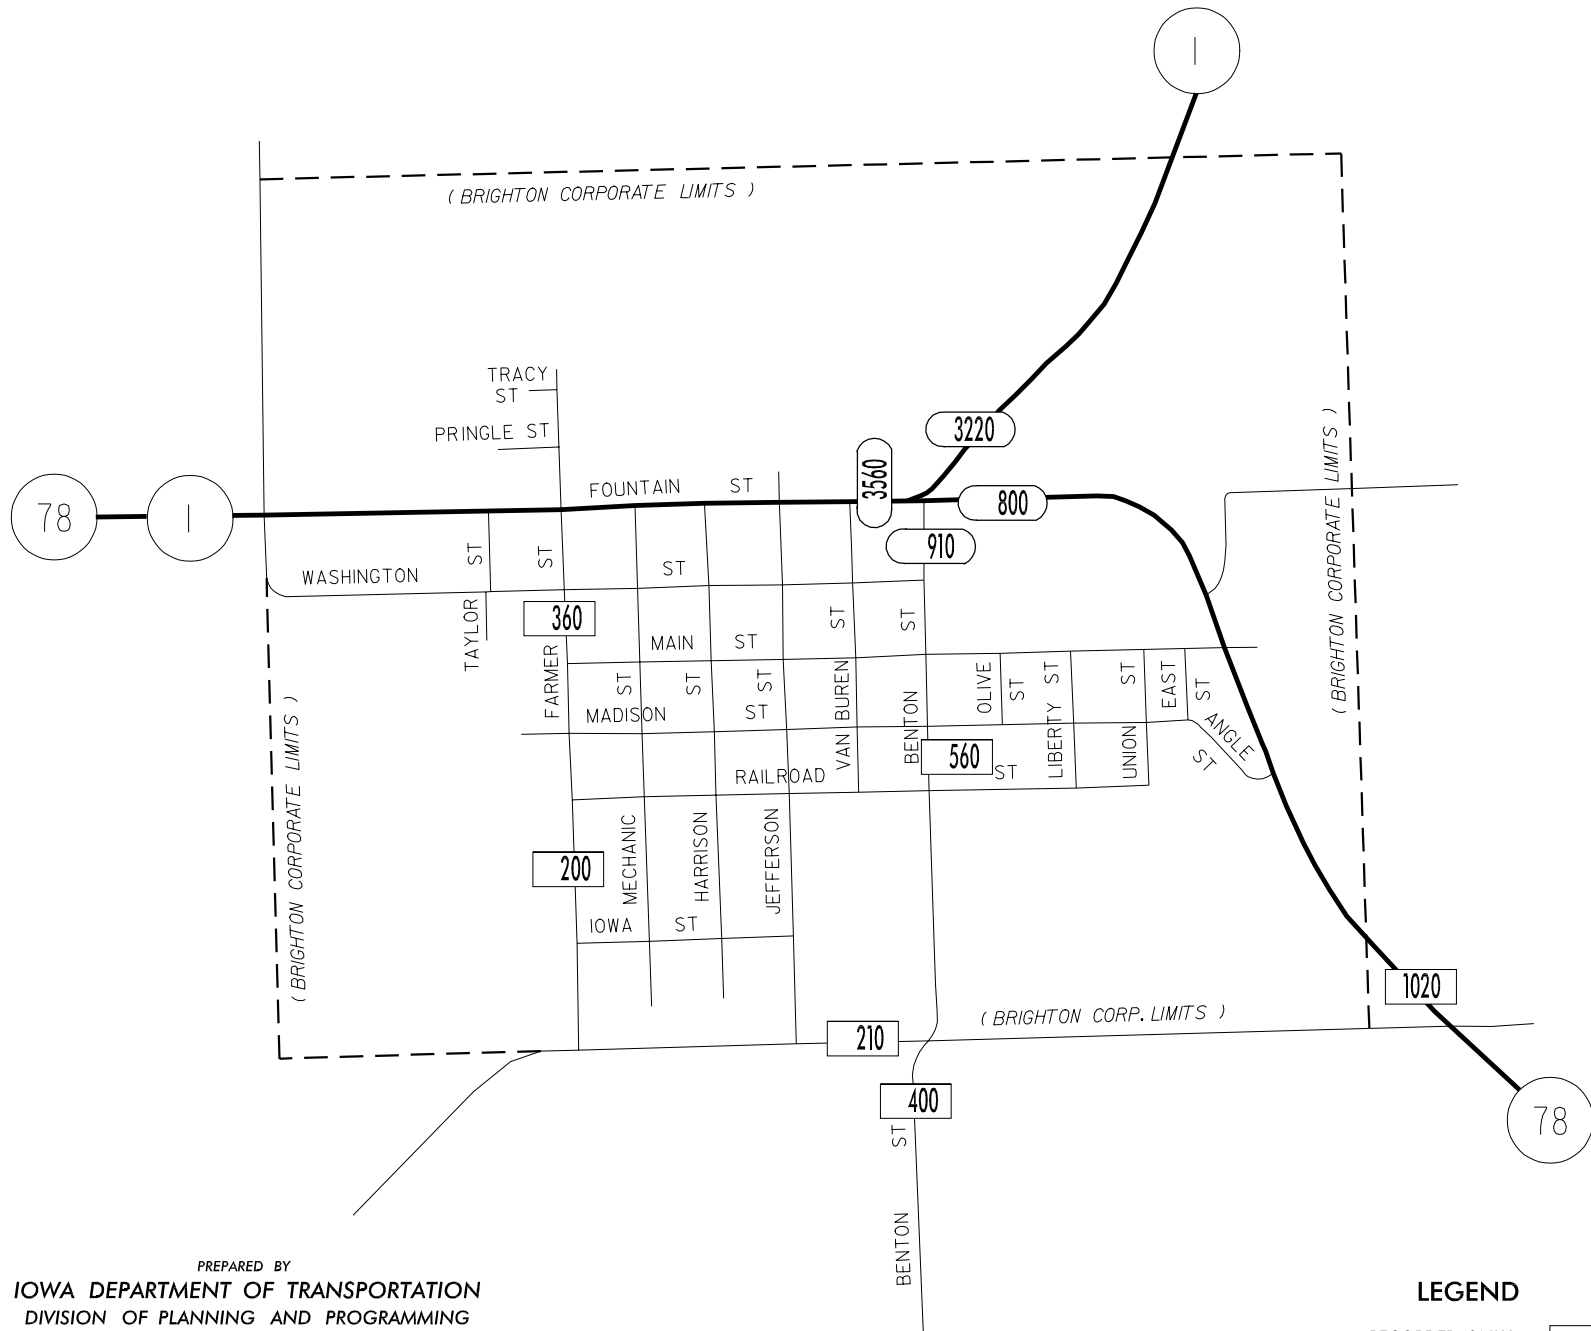 1
( BRIGHTON CORPORATE LIMITS )
TRACY
ST
PRINGLE ST
3220
3560
FOUNTAIN ST
78
1
800
( BRIGHTON CORPORATE LIMITS )
910
WASHINGTON ST
TAYLOR ST
360
MAIN ST
FARMER ST
MECHANIC ST
HARRISON ST
JEFFERSON ST
VAN BUREN ST
BENTON ST
OLIVE ST
LIBERTY ST
UNION ST
EAST ST
ANGLE ST
MADISON ST
560
RAILROAD ST
( BRIGHTON CORPORATE LIMITS )
200
IOWA ST
1020
( BRIGHTON CORP. LIMITS )
210
400
78
BENTON ST
PREPARED BY
IOWA DEPARTMENT OF TRANSPORTATION
DIVISION OF PLANNING AND PROGRAMMING
LEGEND